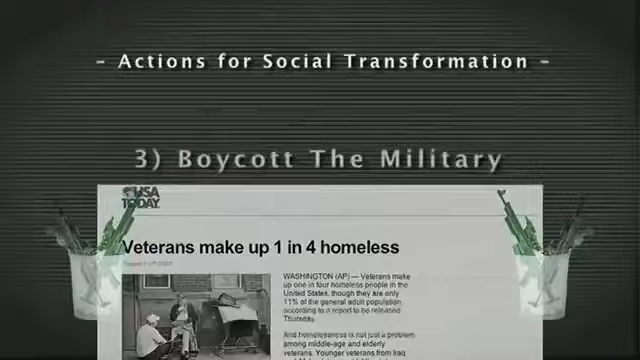 - Actions for Social Transformation -
3) Boycott The Military
USA
TODAY
Veterans make up 1 in 4 homeless
WASHINGTON (AP) — Veterans make
up one in four homeless people in the
United States, though they are only
11% of the general adult population,
according to a report to be released
Thursday.
And homelessness is not just a problem
among middle-age and elderly
veterans. Younger veterans from Iraq